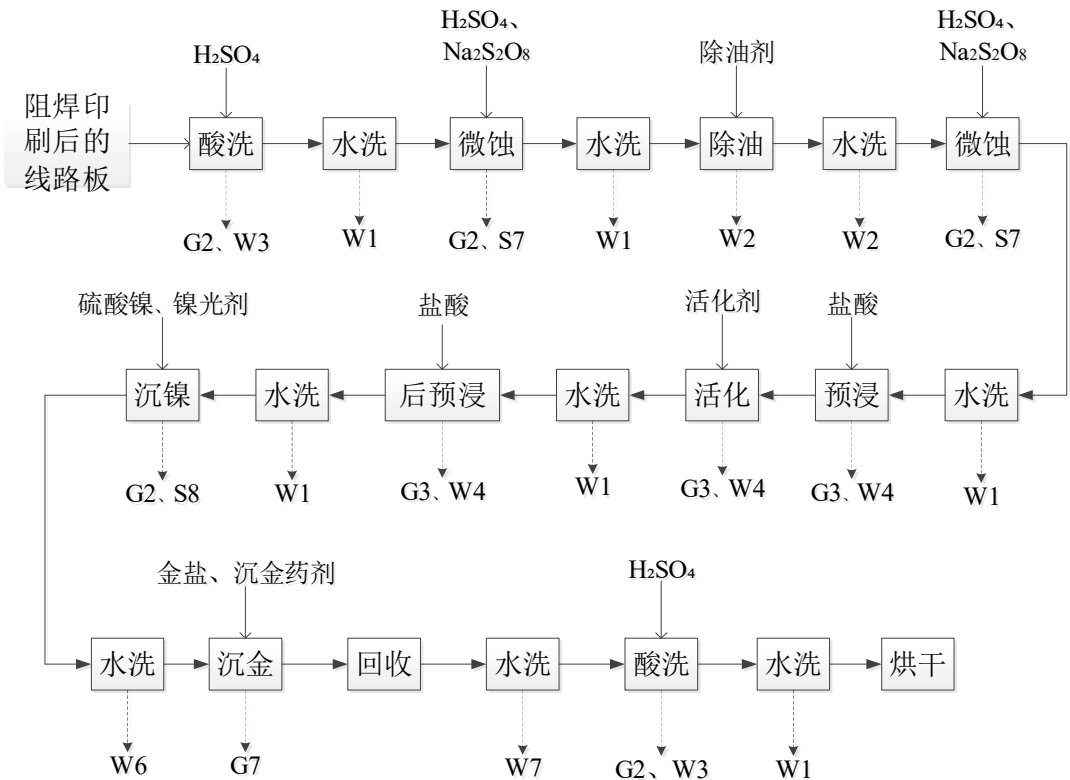 H₂SO₄
H₂SO₄、
Na₂S₂O₈
除油剂
H₂SO₄、
Na₂S₂O₈
阻焊印
刷后的
线路板
酸洗
水洗
微蚀
水洗
除油
水洗
微蚀
G2、W3
W1
G2、S7
W1
W2
W2
G2、S7
硫酸镍、镍光剂
盐酸
活化剂
盐酸
沉镍
水洗
后预浸
水洗
活化
预浸
水洗
G2、S8
W1
G3、W4
W1
G3、W4
G3、W4
W1
金盐、沉金药剂
H₂SO₄
水洗
沉金
回收
水洗
酸洗
水洗
烘干
W6
G7
W7
G2、W3
W1